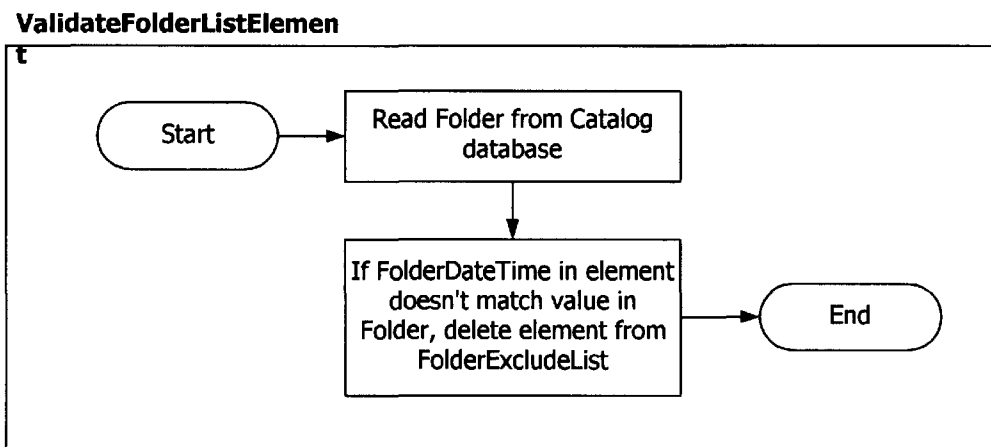 ValidateFolderListElemen
t
Start
Read Folder from Catalog
database
If FolderDateTime in element
doesn't match value in
Folder, delete element from
FolderExcludeList
End